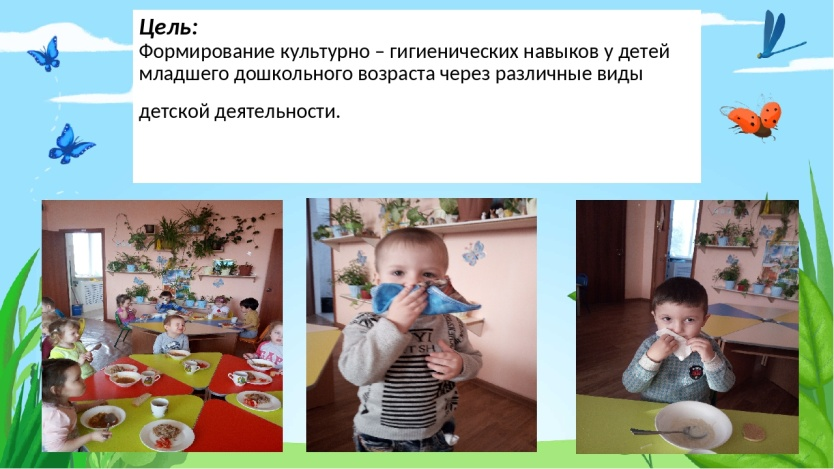 Цель:
Формирование культурно – гигиенических навыков у детей
младшего дошкольного возраста через различные виды
детской деятельности.